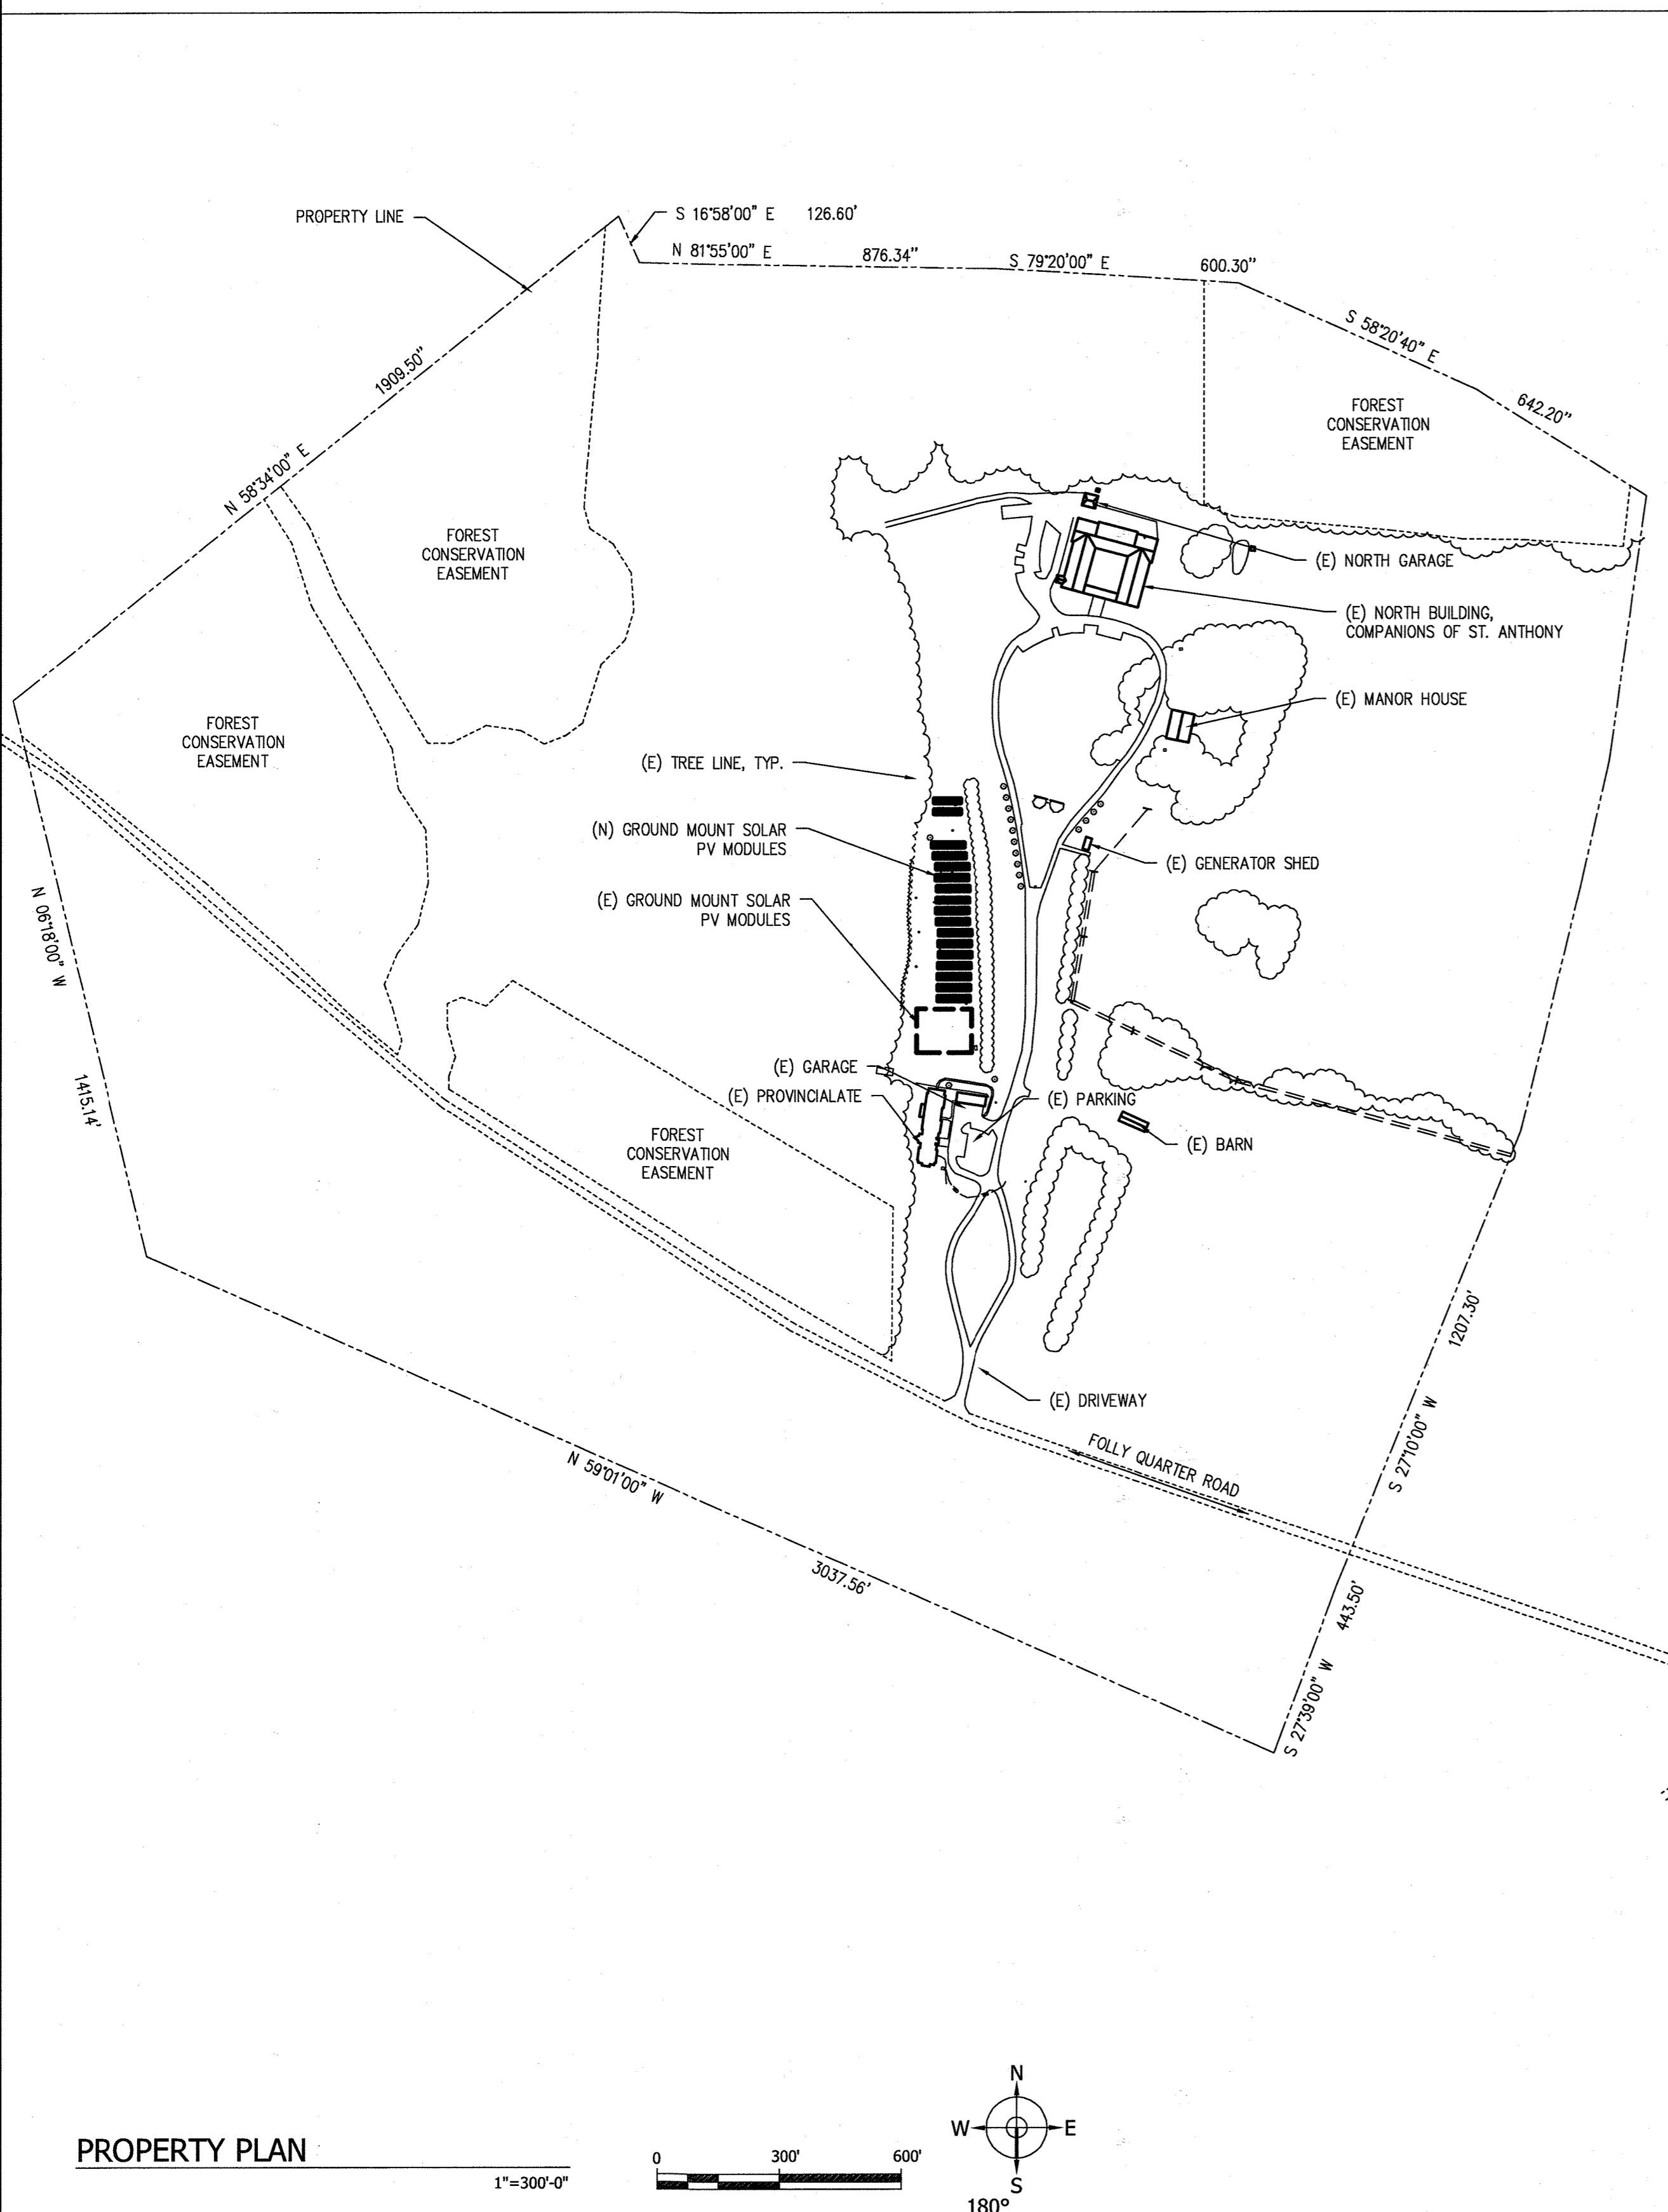 PROPERTY LINE
S 16°58'00" E 126.60'
N 81°55'00" E 876.34" S 79°20'00" E 600.30"
S 58°20'40" E
642.20"
1909.50"
N 58°34'00" E
FOREST
CONSERVATION
EASEMENT
FOREST
CONSERVATION
EASEMENT
FOREST
CONSERVATION
EASEMENT
(E) NORTH GARAGE
(E) NORTH BUILDING,
COMPANIONS OF ST. ANTHONY
(E) MANOR HOUSE
(E) TREE LINE, TYP.
(N) GROUND MOUNT SOLAR
PV MODULES
(E) GENERATOR SHED
(E) GROUND MOUNT SOLAR
PV MODULES
N 06°18'00" W
1415.14'
(E) GARAGE
(E) PROVINCIALATE
(E) PARKING
(E) BARN
FOREST
CONSERVATION
EASEMENT
1207.30'
S 27°10'00" W
(E) DRIVEWAY
FOLLY QUARTER ROAD
N 59°01'00" W
3037.56'
443.50'
S 27°39'00" W
PROPERTY PLAN
1"=300'-0"
0 300' 600'
N
W E
S
180°